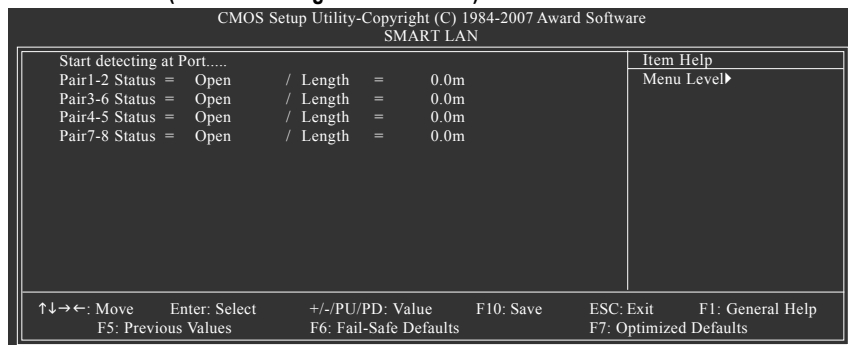 CMOS Setup Utility-Copyright (C) 1984-2007 Award Software
SMART LAN
Start detecting at Port.....
Pair1-2 Status = Open / Length = 0.0m
Pair3-6 Status = Open / Length = 0.0m
Pair4-5 Status = Open / Length = 0.0m
Pair7-8 Status = Open / Length = 0.0m
Item Help
Menu Level▶
↑↓→←: Move Enter: Select +/-/PU/PD: Value F10: Save ESC: Exit F1: General Help
F5: Previous Values F6: Fail-Safe Defaults F7: Optimized Defaults